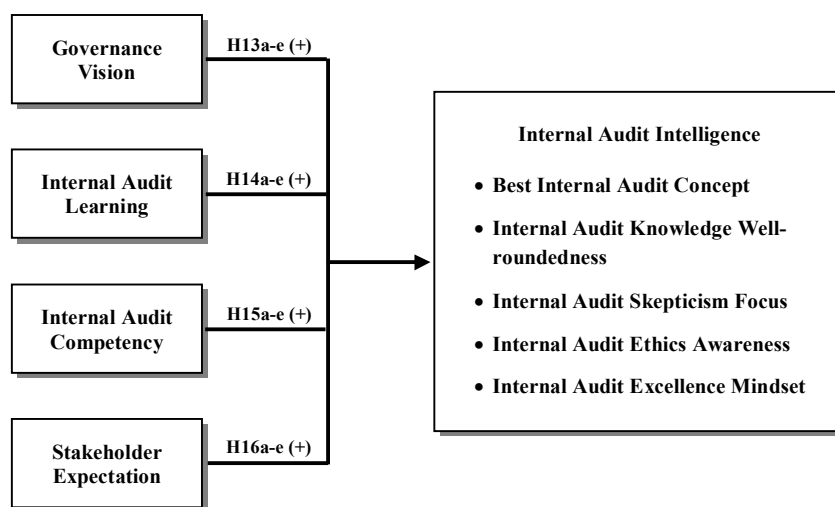 Governance
Vision
H13a-e (+)
Internal Audit
Learning
H14a-e (+)
Internal Audit
Competency
H15a-e (+)
Stakeholder
Expectation
H16a-e (+)
Internal Audit Intelligence
• Best Internal Audit Concept
• Internal Audit Knowledge Well-
roundedness
• Internal Audit Skepticism Focus
• Internal Audit Ethics Awareness
• Internal Audit Excellence Mindset